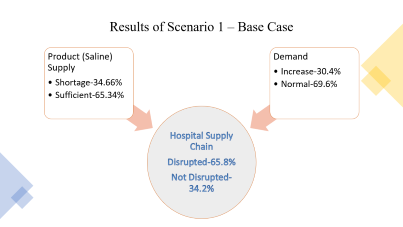 Results of Scenario 1 – Base Case
Product (Saline)
Supply
• Shortage-34.66%
• Sufficient-65.34%
Demand
• Increase-30.4%
• Normal-69.6%
Hospital Supply
Chain
Disrupted-65.8%
Not Disrupted-
34.2%